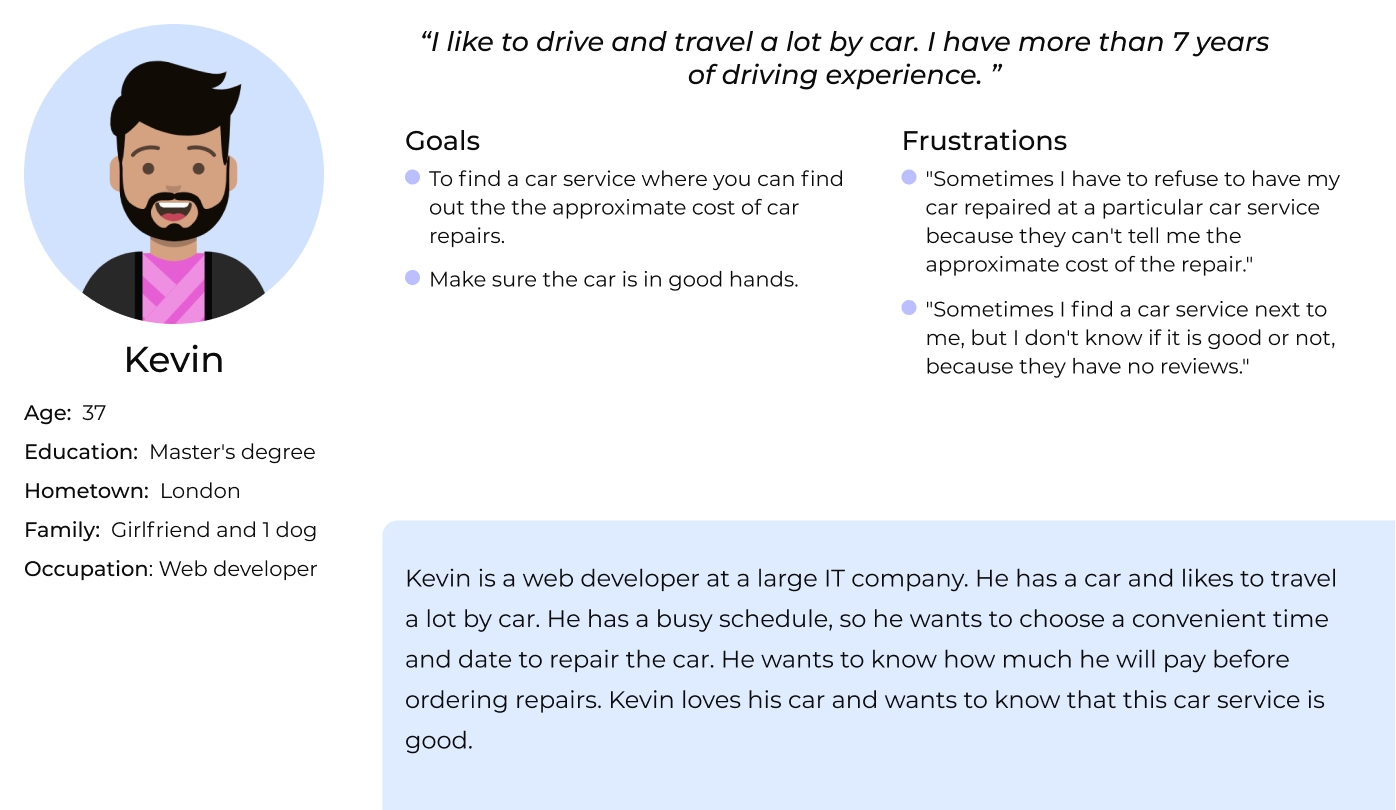 “I like to drive and travel a lot by car. I have more than 7 years
of driving experience. ”
Goals
To find a car service where you can find
out the the approximate cost of car
repairs.
Make sure the car is in good hands.
Frustrations
"Sometimes I have to refuse to have my
car repaired at a particular car service
because they can't tell me the
approximate cost of the repair."
"Sometimes I find a car service next to
me, but I don't know if it is good or not,
because they have no reviews."
Kevin
Age: 37
Education: Master's degree
Hometown: London
Family: Girlfriend and 1 dog
Occupation: Web developer
Kevin is a web developer at a large IT company. He has a car and likes to travel
a lot by car. He has a busy schedule, so he wants to choose a convenient time
and date to repair the car. He wants to know how much he will pay before
ordering repairs. Kevin loves his car and wants to know that this car service is
good.